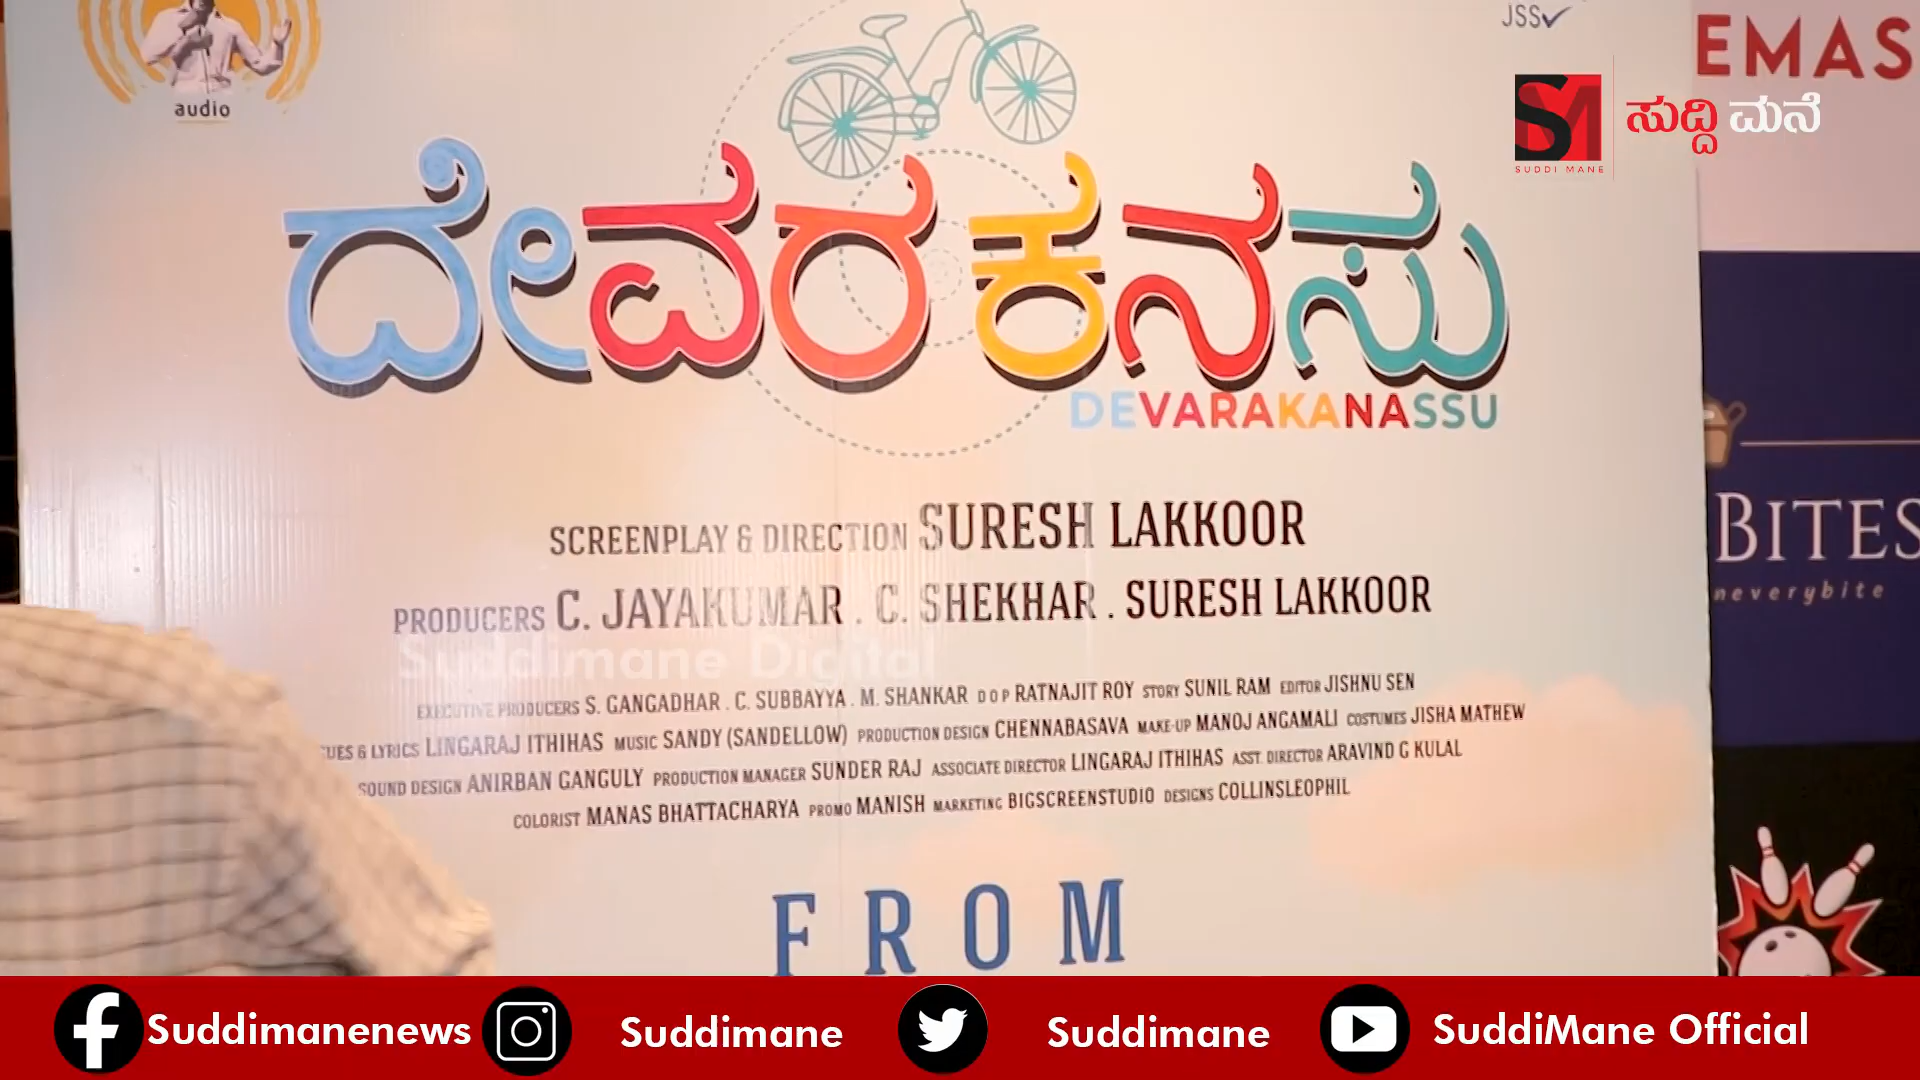 audio
JSS
EMAS
SM
ಸುದ್ದಿ ಮನೆ
SUDDI MANE
ದೇವರ ಕನಸು
DEVARAKANASSU
BITES
neverybite
SCREENPLAY & DIRECTION SURESH LAKKOOR
PRODUCERS C. JAYAKUMAR . C. SHEKHAR . SURESH LAKKOOR
Suddimane Digital
EXECUTIVE PRODUCERS S. GANGADHAR . C. SUBBAYYA . M. SHANKAR DOP RATNAJIT ROY STORY SUNIL RAM EDITOR JISHNU SEN
UES & LYRICS LINGARAJ ITHIHAS MUSIC SANDY (SANDELLOW) PRODUCTION DESIGN CHENNABASAVA MAKE-UP MANOJ ANGAMALI COSTUMES JISHA MATHEW
SOUND DESIGN ANIRBAN GANGULY PRODUCTION MANAGER SUNDER RAJ ASSOCIATE DIRECTOR LINGARAJ ITHIHAS ASST. DIRECTOR ARAVIND G KULAL
COLORIST MANAS BHATTACHARYA PROMO MANISH MARKETING BIGSCREENSTUDIO DESIGNS COLLINSLEOPHIL
FROM
Suddimanenews Suddimane Suddimane SuddiMane Official